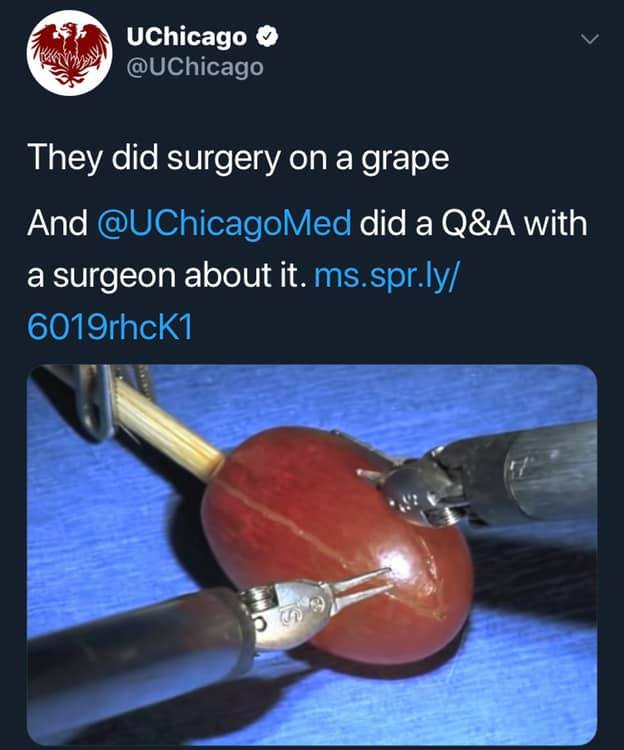 UChicago
@UChicago
They did surgery on a grape
And @UChicagoMed did a Q&A with
a surgeon about it. ms.spr.ly/
6019rhcK1